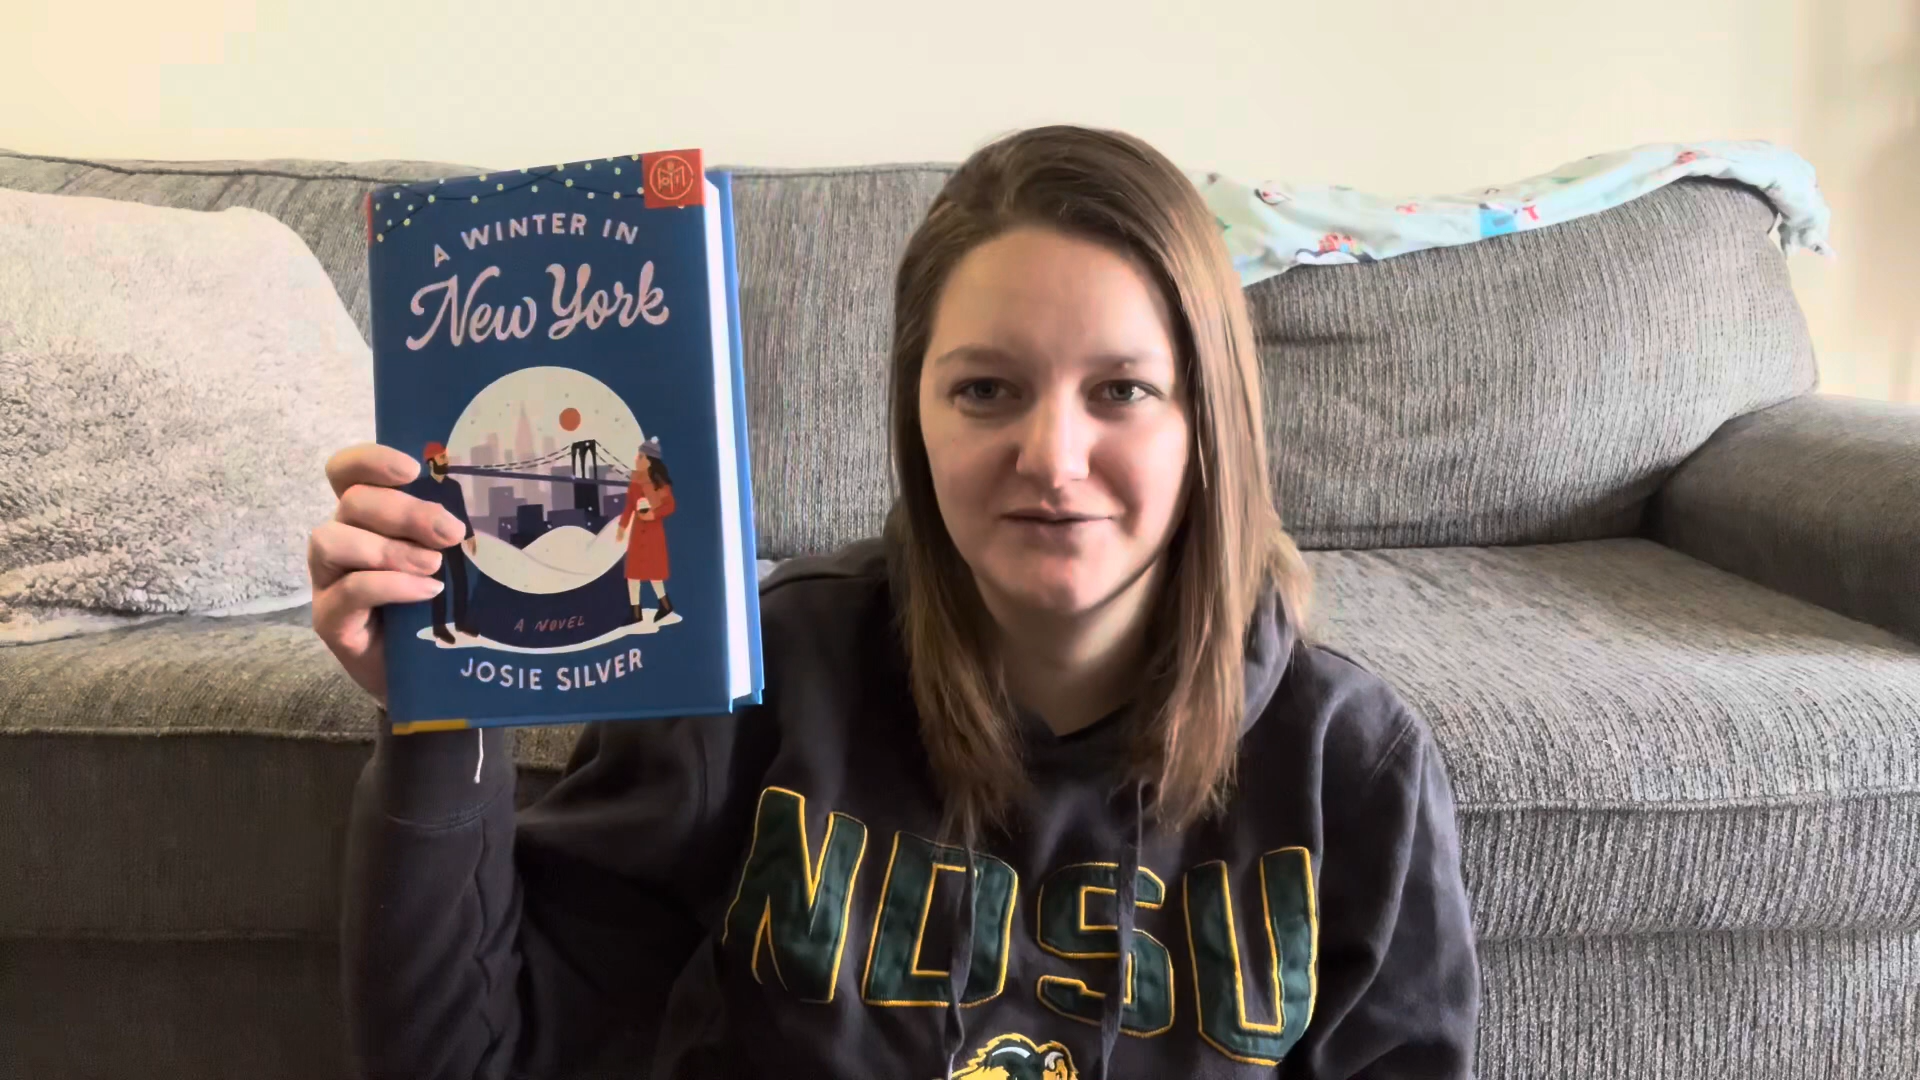 A WINTER IN
New York
A NOVEL
JOSIE SILVER
NDSU